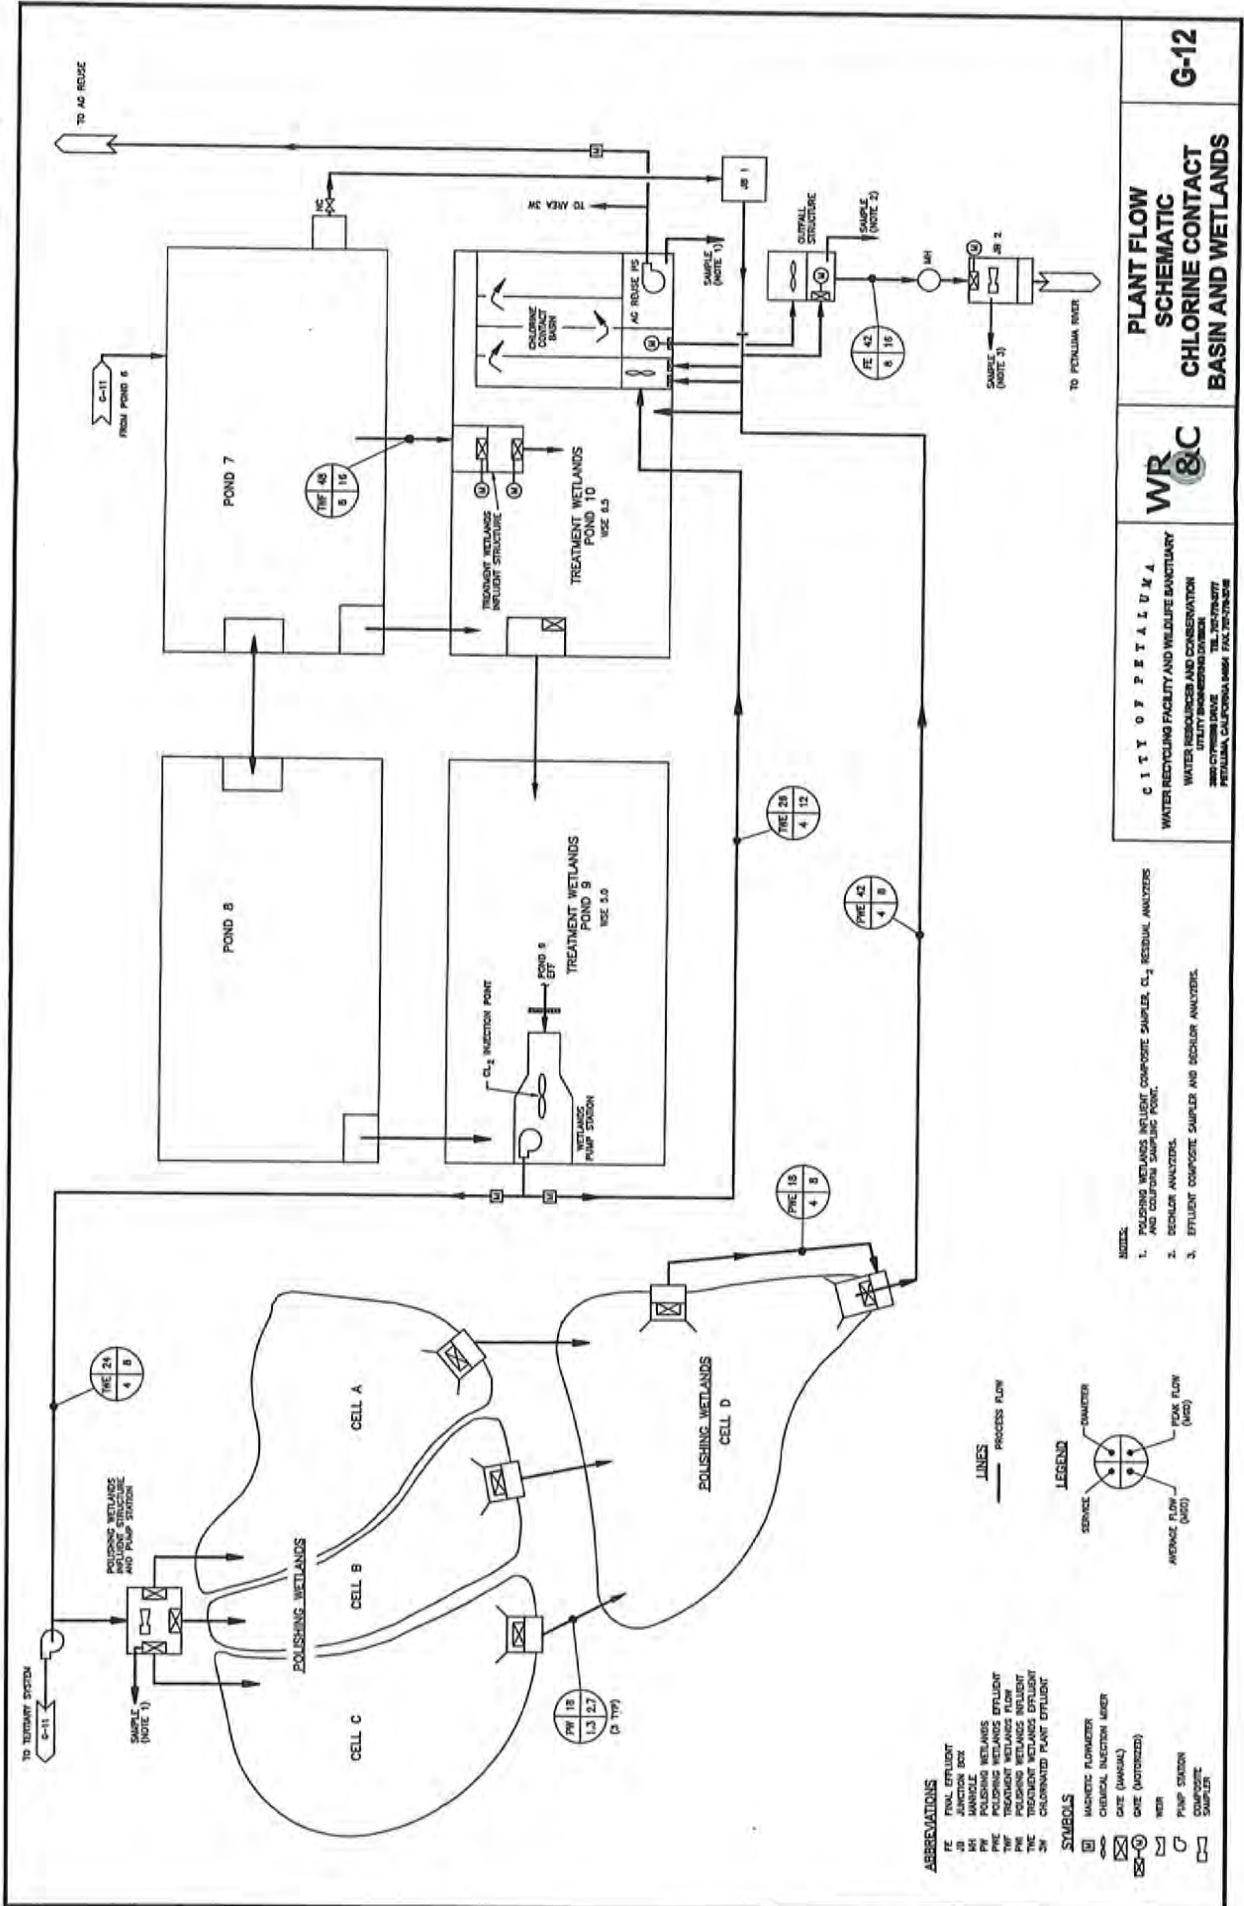 TO AG REUSE
G-11
FROM POND 6
POND 7
NC
TWF 48
8 16
TREATMENT WETLANDS
INFLUENT STRUCTURE
M
M
TREATMENT WETLANDS
POND 10
WSE 6.5
CHLORINE
CONTACT
BASIN
AG REUSE PS
M
M
TO AREA 3W
SAMPLE
(NOTE 1)
JB 1
OUTFALL
STRUCTURE
M
SAMPLE
(NOTE 2)
FE 42
8 16
MH
M
JB 2
SAMPLE
(NOTE 3)
TO PETALUMA RIVER
POND 8
TREATMENT WETLANDS
POND 9
WSE 5.0
POND 9
EFF
CL2 INJECTION POINT
WETLANDS
PUMP STATION
M
M
TWE 28
4 12
PWE 42
4 8
PWE 18
4 8
TWE 24
4 8
TO TERTIARY SYSTEM
G-11
POLISHING WETLANDS
INFLUENT STRUCTURE
AND PUMP STATION
SAMPLE
(NOTE 1)
CELL A
POLISHING WETLANDS
CELL B
CELL C
PW 18
1.3 2.7
(3 TYP)
POLISHING WETLANDS
CELL D
LINES
PROCESS FLOW
LEGEND
SERVICE
DIAMETER
AVERAGE FLOW
(MGD)
PEAK FLOW
(MGD)
ABBREVIATIONS
FE FINAL EFFLUENT
JB JUNCTION BOX
MH MANHOLE
PW POLISHING WETLANDS
PWE POLISHING WETLANDS EFFLUENT
TWF TREATMENT WETLANDS FLOW
PWI POLISHING WETLANDS INFLUENT
TWE TREATMENT WETLANDS EFFLUENT
3W CHLORINATED PLANT EFFLUENT
SYMBOLS
M MAGNETIC FLOWMETER
CHEMICAL INJECTION MIXER
GATE (MANUAL)
M GATE (MOTORIZED)
WEIR
PUMP STATION
COMPOSITE
SAMPLER
NOTES:
1. POLISHING WETLANDS INFLUENT COMPOSITE SAMPLER, CL2 RESIDUAL ANALYZERS
AND COLIFORM SAMPLING POINT.
2. DECHLOR ANALYZERS.
3. EFFLUENT COMPOSITE SAMPLER AND DECHLOR ANALYZERS.
CITY OF PETALUMA
WATER RECYCLING FACILITY AND WILDLIFE SANCTUARY
WATER RESOURCES AND CONSERVATION
UTILITY ENGINEERING DIVISION
CYPRESS DRIVE
PETALUMA, CALIFORNIA
WR
&C
PLANT FLOW
SCHEMATIC
CHLORINE CONTACT
BASIN AND WETLANDS
G-12